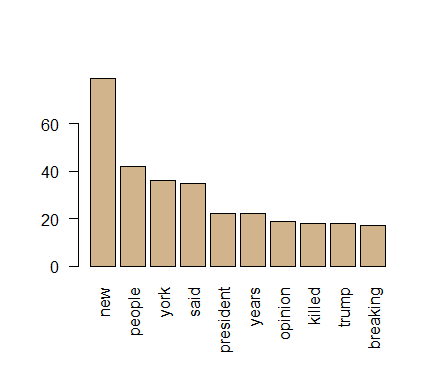 60
40
20
0
new
people
york
said
president
years
opinion
killed
trump
breaking